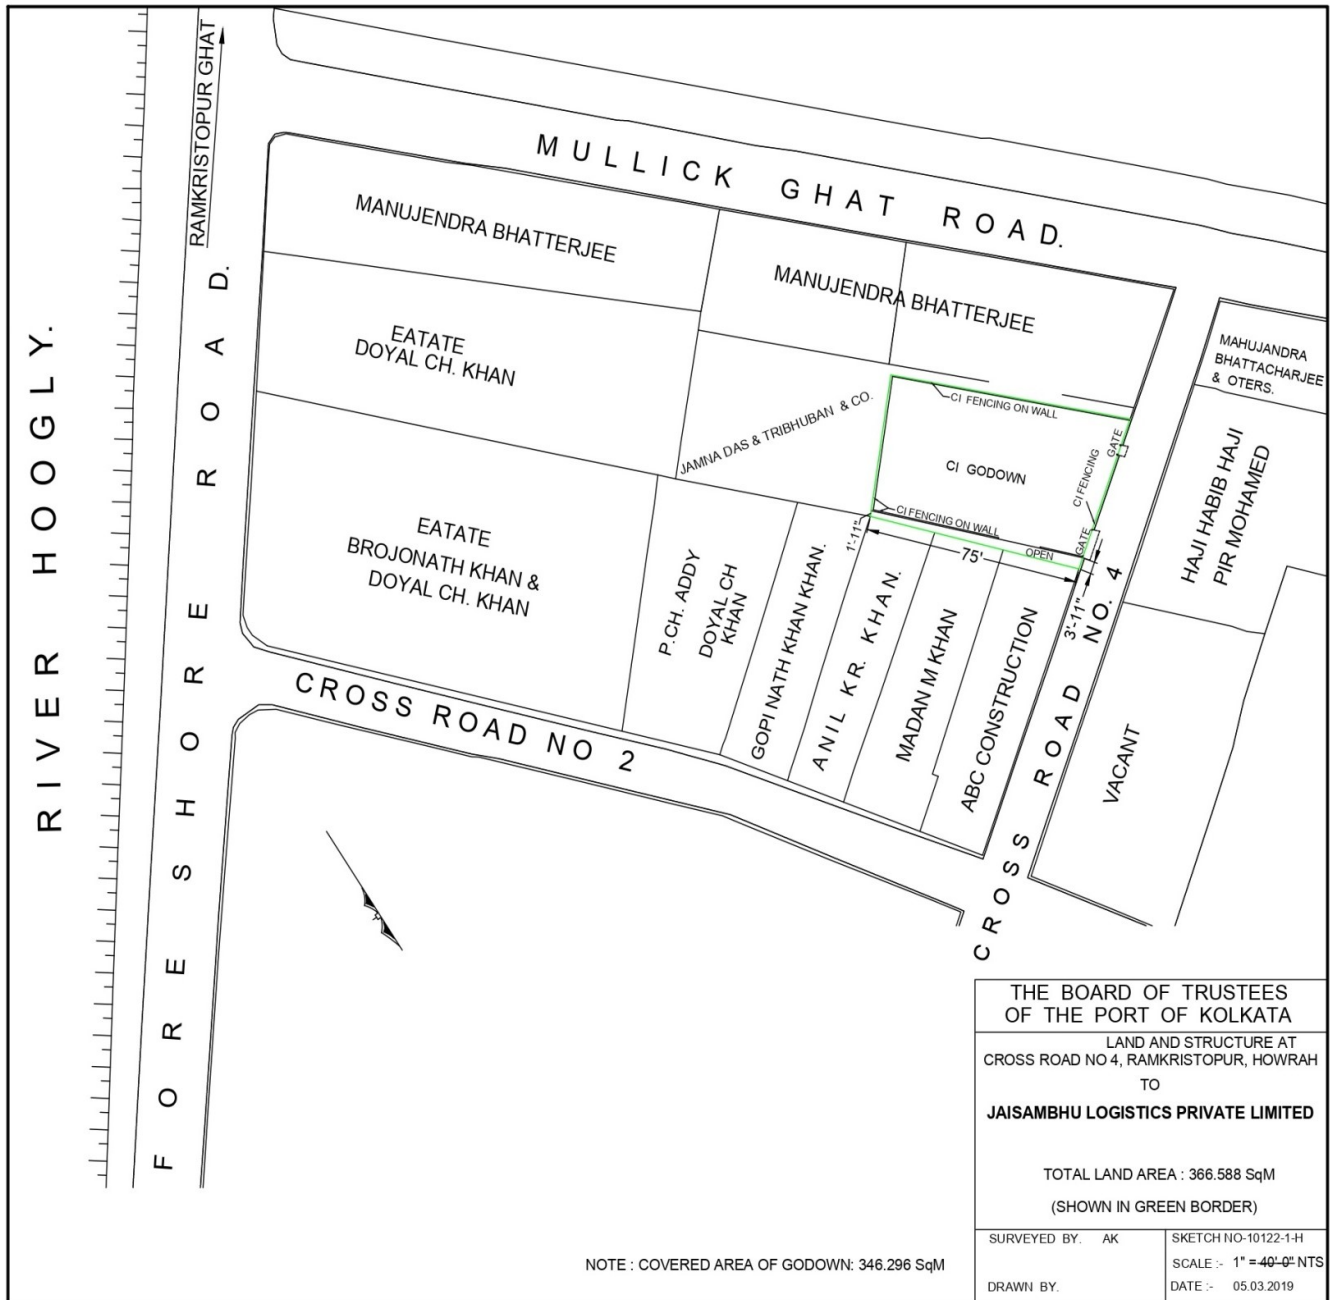 RAMKRISTOPUR GHAT
MULLICK GHAT ROAD.
MANUJENDRA BHATTERJEE
MANUJENDRA BHATTERJEE
MAHUJANDRA
BHATTACHARJEE
& OTERS.
EATATE
DOYAL CH. KHAN
JAMNA DAS & TRIBHUBAN & CO.
CI FENCING ON WALL
GATE
CI GODOWN
CI FENCING
CI FENCING ON WALL
GATE
OPEN
1'-11"
75'
3'-11"
HAJI HABIB HAJI
PIR MOHAMED
RIVER HOOGLY.
FORE SHORE ROAD.
EATATE
BROJONATH KHAN &
DOYAL CH. KHAN
P.CH. ADDY
DOYAL CH
KHAN
GOPI NATH KHAN KHAN.
ANIL KR. KHAN.
MADAN M KHAN
ABC CONSTRUCTION
CROSS ROAD NO. 4
VACANT
CROSS ROAD NO 2
THE BOARD OF TRUSTEES
OF THE PORT OF KOLKATA
LAND AND STRUCTURE AT
CROSS ROAD NO 4, RAMKRISTOPUR, HOWRAH
TO
JAISAMBHU LOGISTICS PRIVATE LIMITED
TOTAL LAND AREA : 366.588 SqM
(SHOWN IN GREEN BORDER)
SURVEYED BY. AK
SKETCH NO-10122-1-H
SCALE :- 1" = 40'-0" NTS
DRAWN BY.
DATE :- 05.03.2019
NOTE : COVERED AREA OF GODOWN: 346.296 SqM